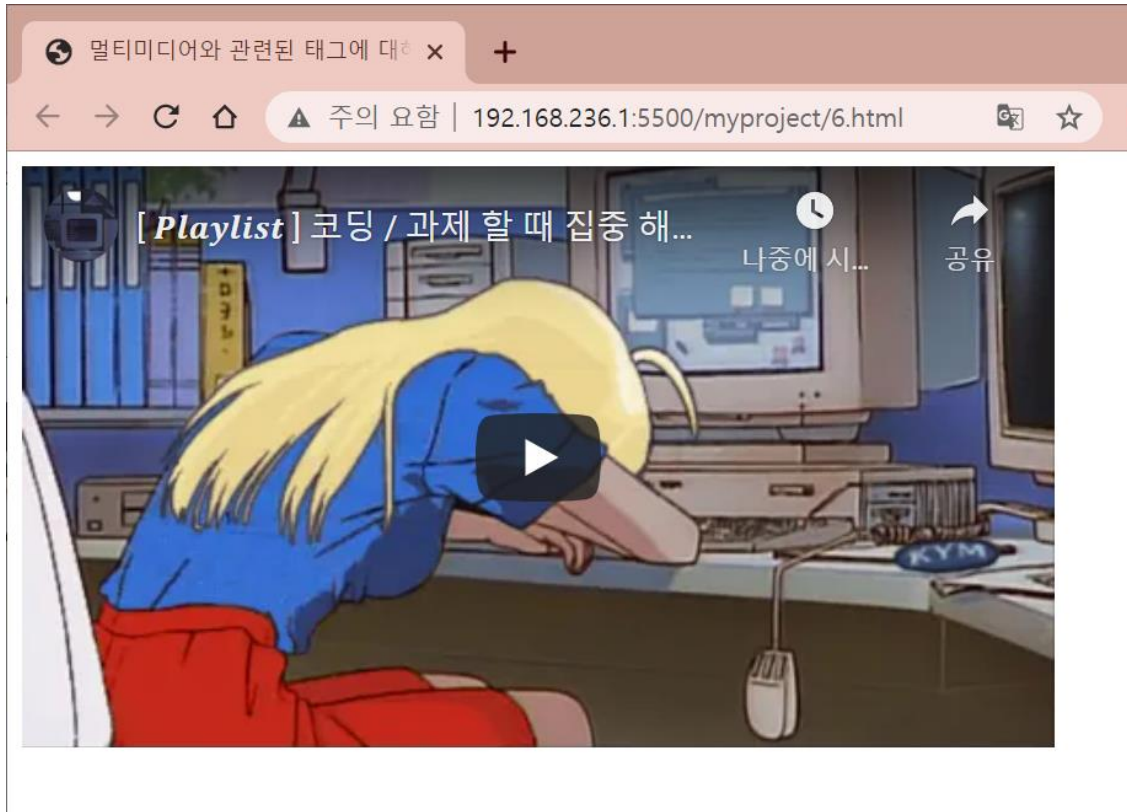 멀티미디어와 관련된 태그에 대
주의 요함 | 192.168.236.1:5500/myproject/6.html
[ Playlist ] 코딩 / 과제 할 때 집중 해...
나중에 시...
공유
KYM